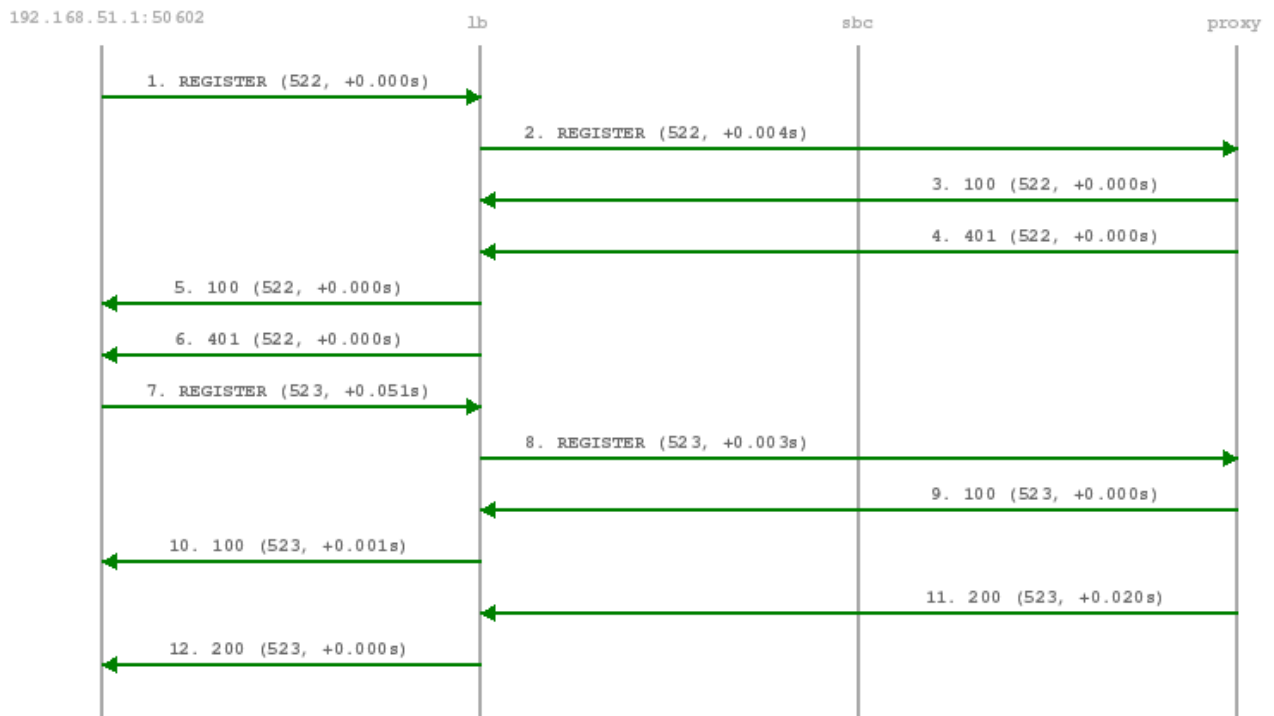 192.168.51.1:50602
lb
sbc
proxy
1. REGISTER (522, +0.000s)
2. REGISTER (522, +0.004s)
3. 100 (522, +0.000s)
4. 401 (522, +0.000s)
5. 100 (522, +0.000s)
6. 401 (522, +0.000s)
7. REGISTER (523, +0.051s)
8. REGISTER (523, +0.003s)
9. 100 (523, +0.000s)
10. 100 (523, +0.001s)
11. 200 (523, +0.020s)
12. 200 (523, +0.000s)